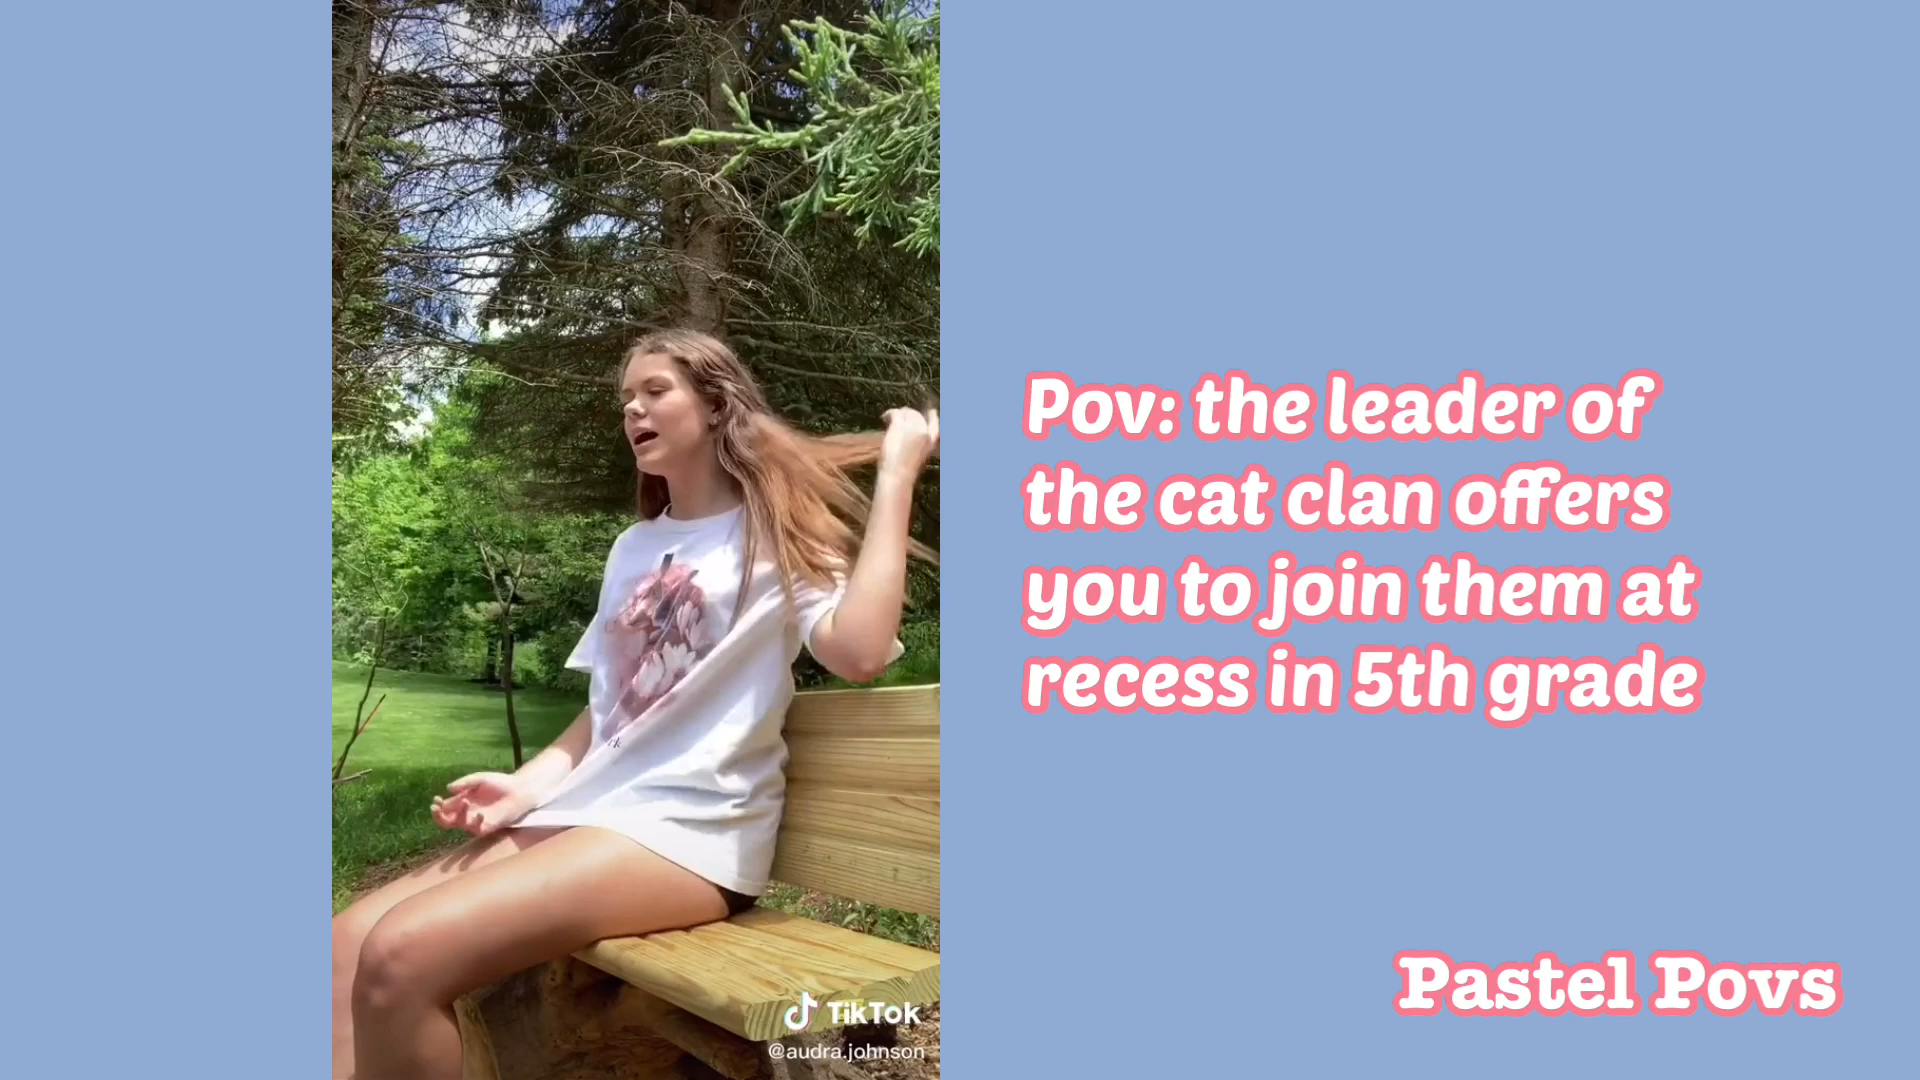 Pov: the leader of
the cat clan offers
you to join them at
recess in 5th grade
Pastel Povs
TikTok
@audra.johnson